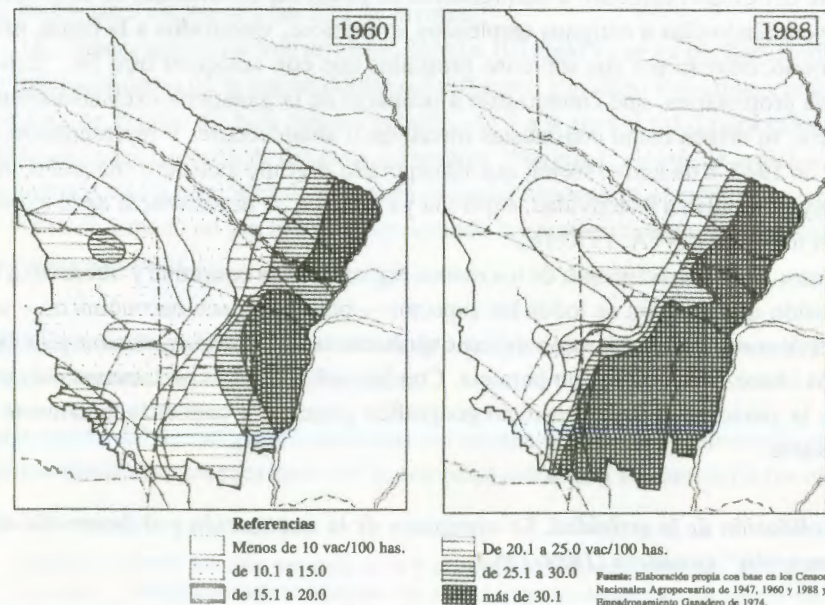 1960
1988
Referencias
Menos de 10 vac/100 has.
de 10.1 a 15.0
de 15.1 a 20.0
De 20.1 a 25.0 vac/100 has.
de 25.1 a 30.0
más de 30.1
Fuente: Elaboración propia con base en los Censos
Nacionales Agropecuarios de 1947, 1960 y 1988 y
Empadronamiento Ganadero de 1974.